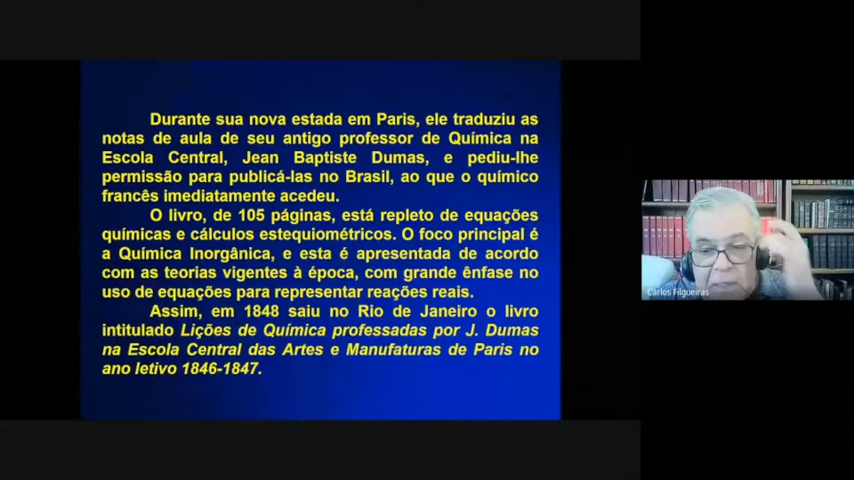 Durante sua nova estada em Paris, ele traduziu as
notas de aula de seu antigo professor de Química na
Escola Central, Jean Baptiste Dumas, e pediu-lhe
permissão para publicá-las no Brasil, ao que o químico
francês imediatamente acedeu.
O livro, de 105 páginas, está repleto de equações
químicas e cálculos estequiométricos. O foco principal é
a Química Inorgânica, e esta é apresentada de acordo
com as teorias vigentes à época, com grande ênfase no
uso de equações para representar reações reais.
Assim, em 1848 saiu no Rio de Janeiro o livro
intitulado Lições de Química professadas por J. Dumas
na Escola Central das Artes e Manufaturas de Paris no
ano letivo 1846-1847.
Carlos Filgueiras